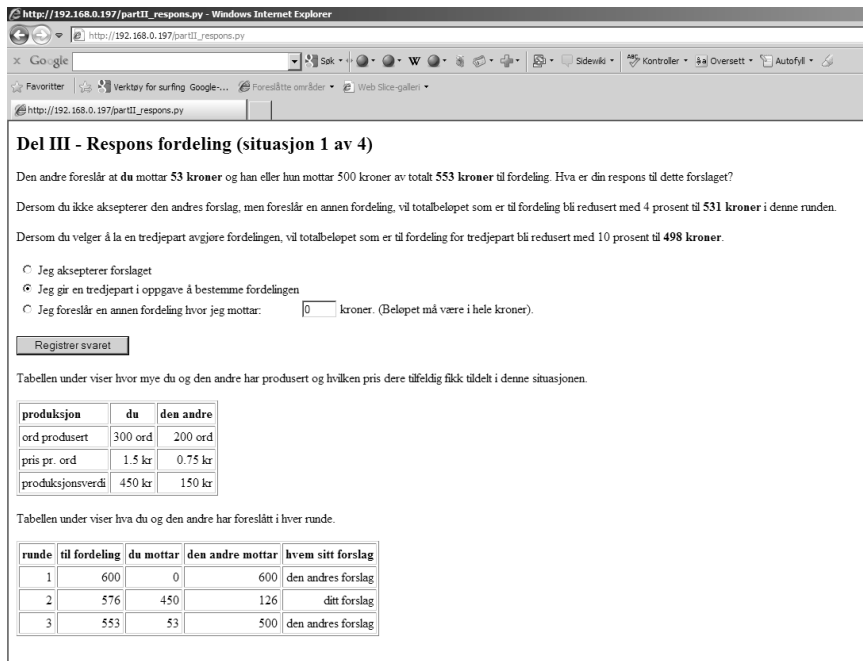 http://192.168.0.197/partII_respons.py - Windows Internet Explorer
http://192.168.0.197/partII_respons.py
x Google Søk W Sidewiki Kontroller Oversett Autofyll
Favoritter Verktøy for surfing Google-... Foreslåtte områder Web Slice-galleri
http://192.168.0.197/partII_respons.py
Del III - Respons fordeling (situasjon 1 av 4)
Den andre foreslår at du mottar 53 kroner og han eller hun mottar 500 kroner av totalt 553 kroner til fordeling. Hva er din respons til dette forslaget?
Dersom du ikke aksepterer den andres forslag, men foreslår en annen fordeling, vil totalbeløpet som er til fordeling bli redusert med 4 prosent til 531 kroner i denne runden.
Dersom du velger å la en tredjepart avgjøre fordelingen, vil totalbeløpet som er til fordeling for tredjepart bli redusert med 10 prosent til 498 kroner.
Jeg aksepterer forslaget
Jeg gir en tredjepart i oppgave å bestemme fordelingen
Jeg foreslår en annen fordeling hvor jeg mottar: 0 kroner. (Beløpet må være i hele kroner).
Registrer svaret
Tabellen under viser hvor mye du og den andre har produsert og hvilken pris dere tilfeldig fikk tildelt i denne situasjonen.
produksjon du den andre
ord produsert 300 ord 200 ord
pris pr. ord 1.5 kr 0.75 kr
produksjonsverdi 450 kr 150 kr
Tabellen under viser hva du og den andre har foreslått i hver runde.
runde til fordeling du mottar den andre mottar hvem sitt forslag
1 600 0 600 den andres forslag
2 576 450 126 ditt forslag
3 553 53 500 den andres forslag